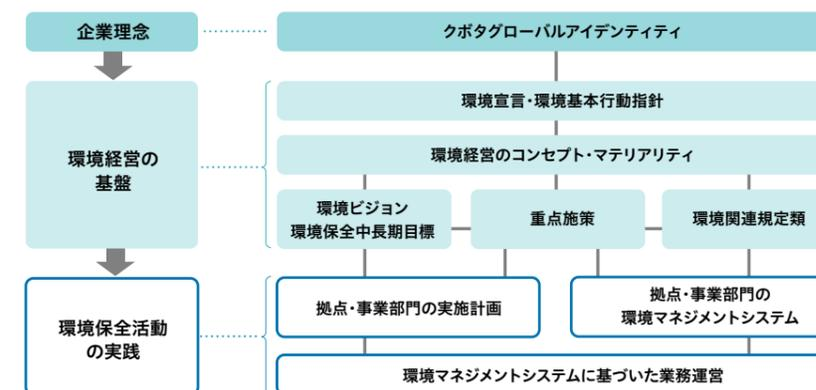 企業理念
クボタグローバルアイデンティティ
環境経営の
基盤
環境宣言・環境基本行動指針
環境経営のコンセプト・マテリアリティ
環境ビジョン
環境保全中長期目標
重点施策
環境関連規定類
環境保全活動
の実践
拠点・事業部門の実施計画
拠点・事業部門の
環境マネジメントシステム
環境マネジメントシステムに基づいた業務運営